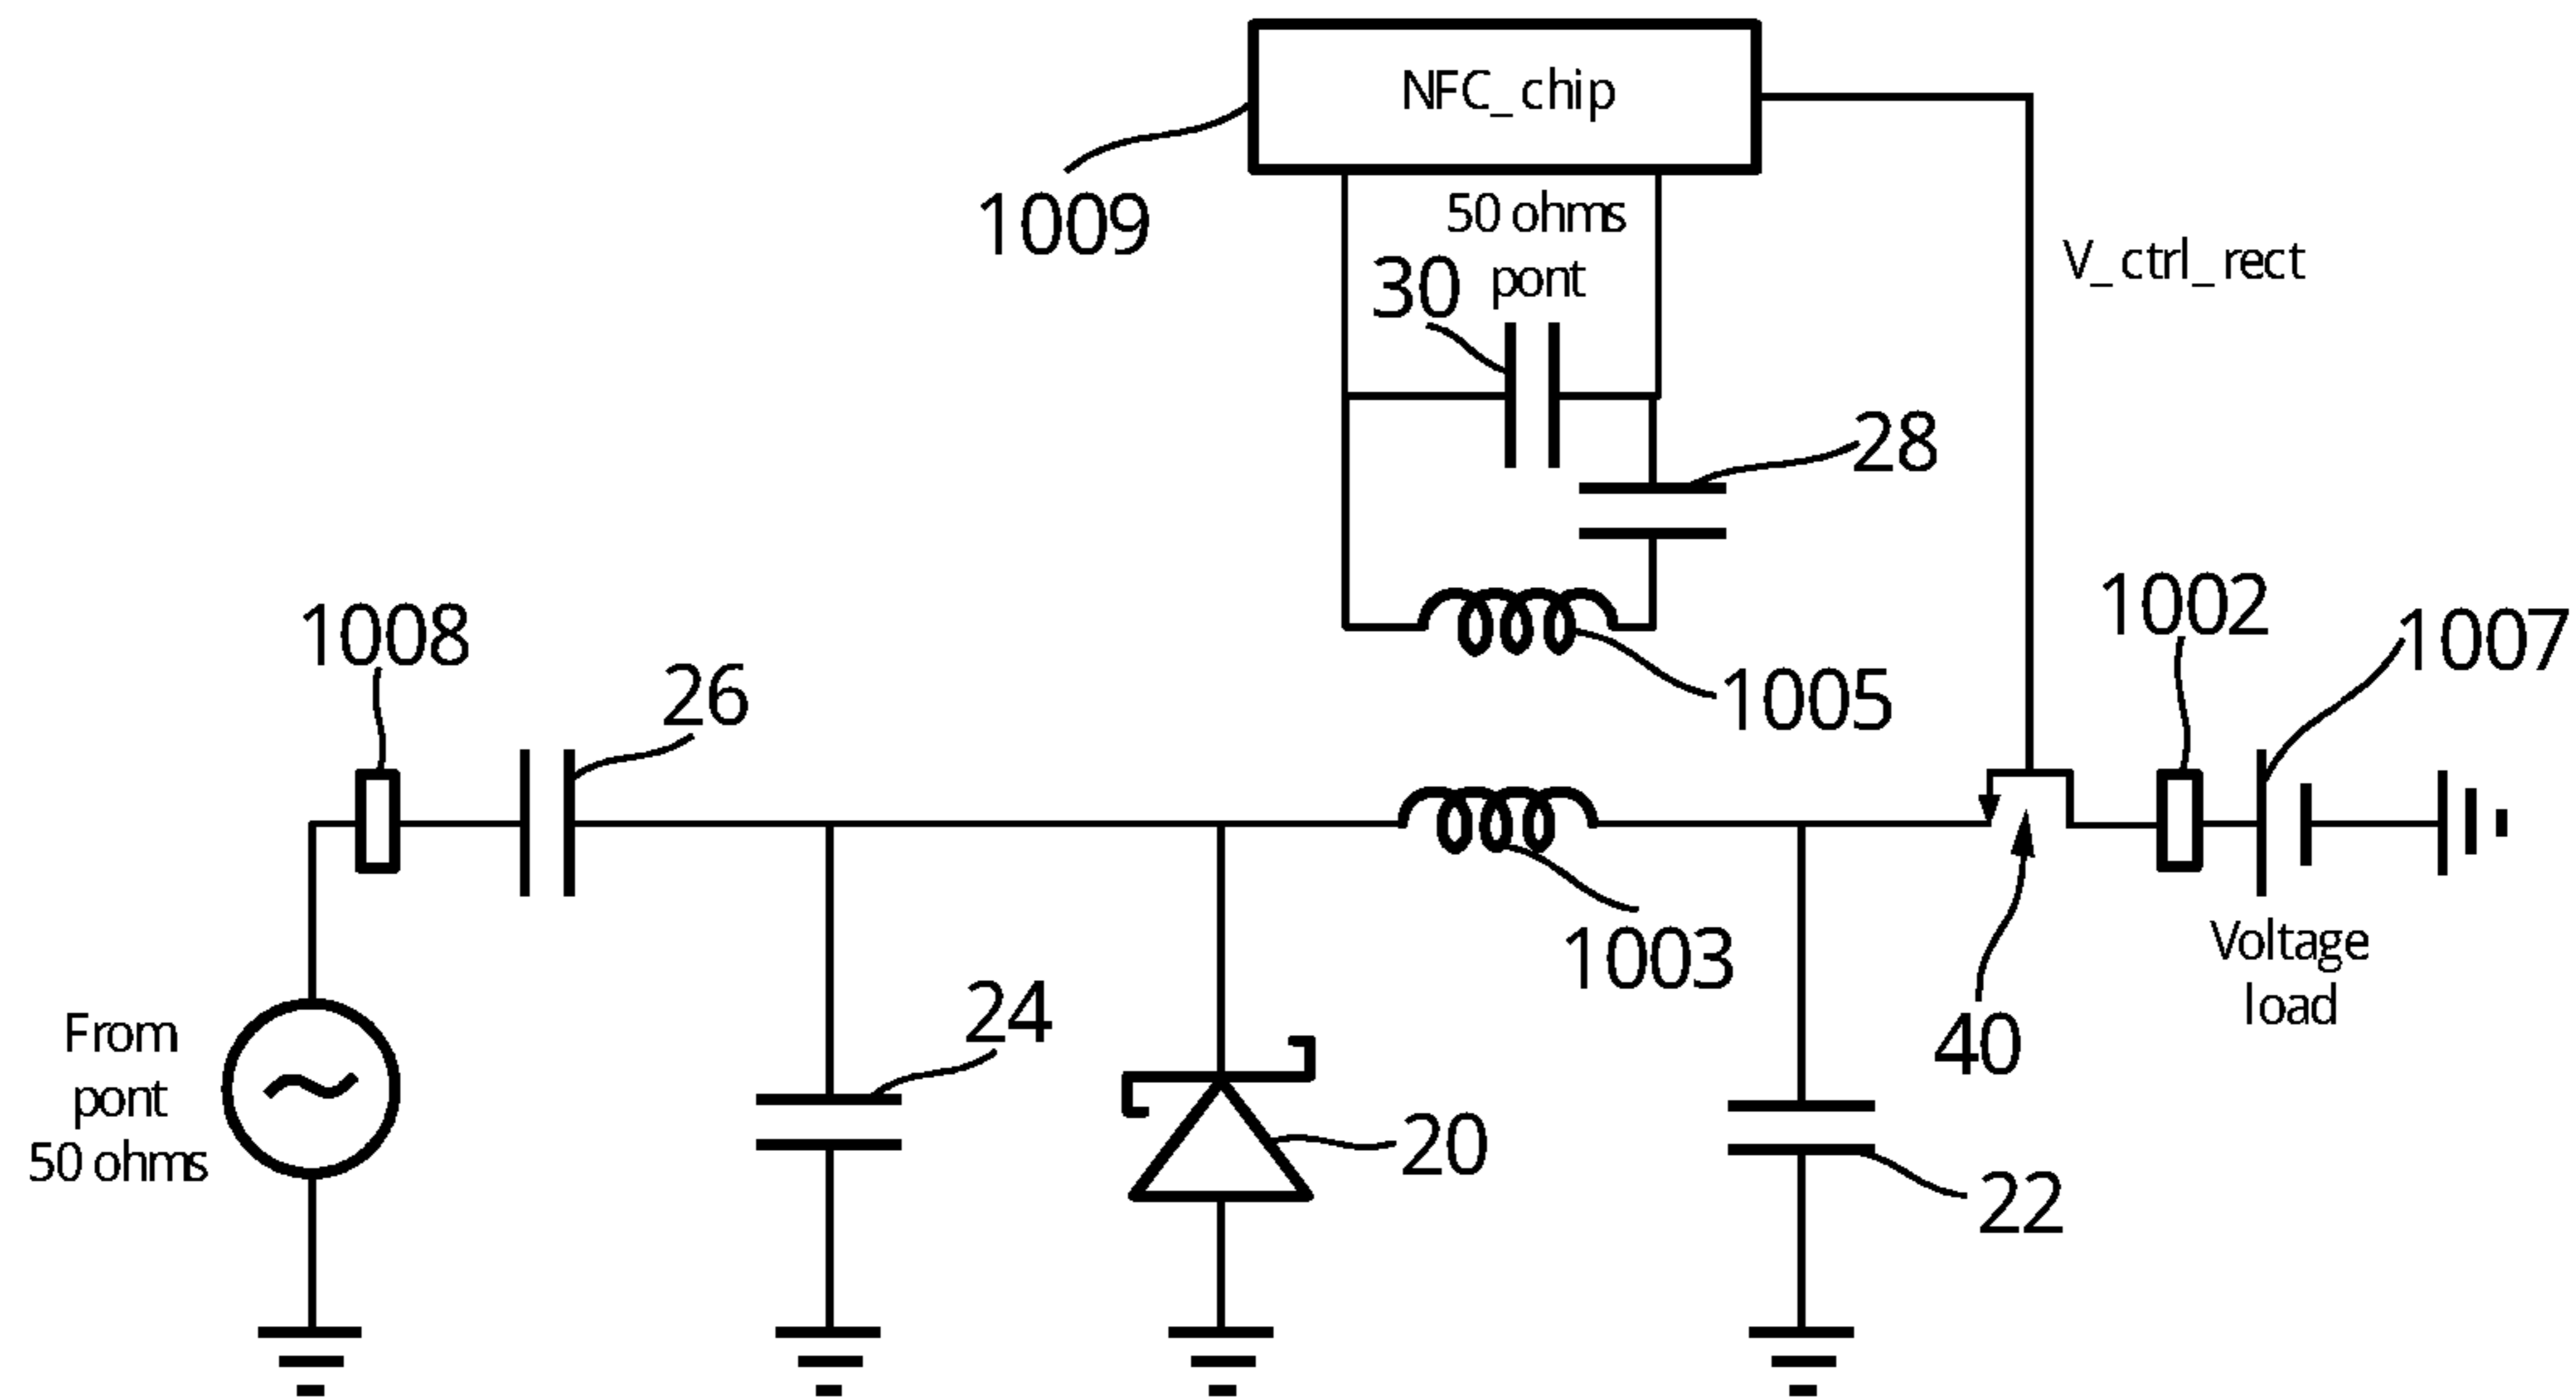 NFC_chip
1009
50 ohms
pont
30
V_ctrl_rect
28
1008
26
1005
1002
1007
1003
From
pont
50 ohms
24
20
40
Voltage
load
22